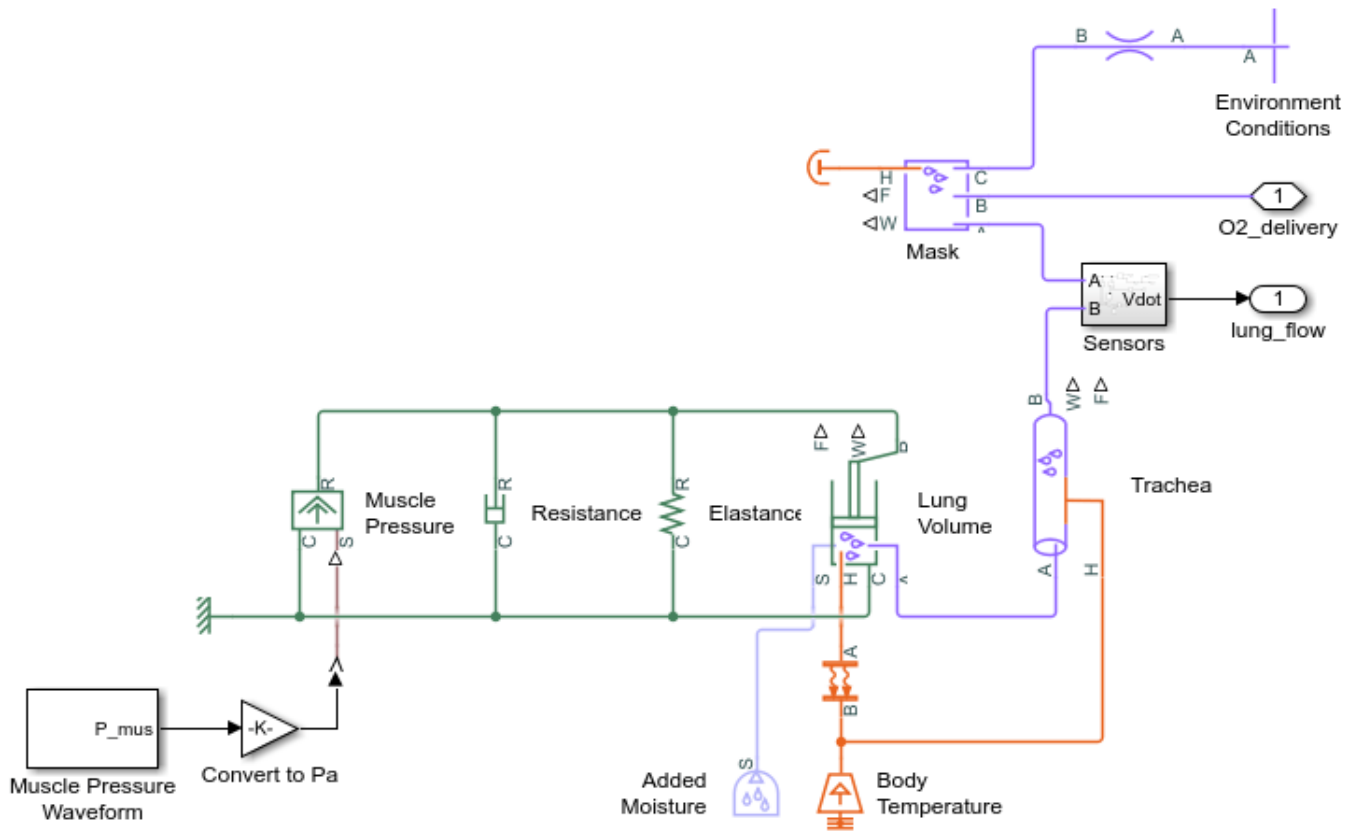 B
A
A
Environment
Conditions
H
C
F
B
W
A
Mask
1
O2_delivery
A
Vdot
B
Sensors
1
lung_flow
B
W
F
Trachea
A
H
F
W
R
Muscle
Pressure
C
S
R
Resistance
C
R
Elastance
C
Lung
Volume
S
H
C
A
B
P_mus
Muscle Pressure
Waveform
-K-
Convert to Pa
S
Added
Moisture
Body
Temperature